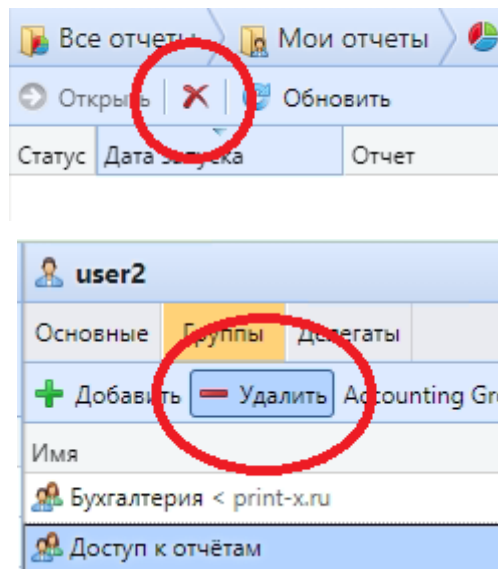 Все отчеты Мои отчеты
Открыть Обновить
Статус Дата запуска Отчет
user2
Основные Группы Делегаты
Добавить Удалить Accounting Gr
Имя
Бухгалтерия < print-x.ru
Доступ к отчётам